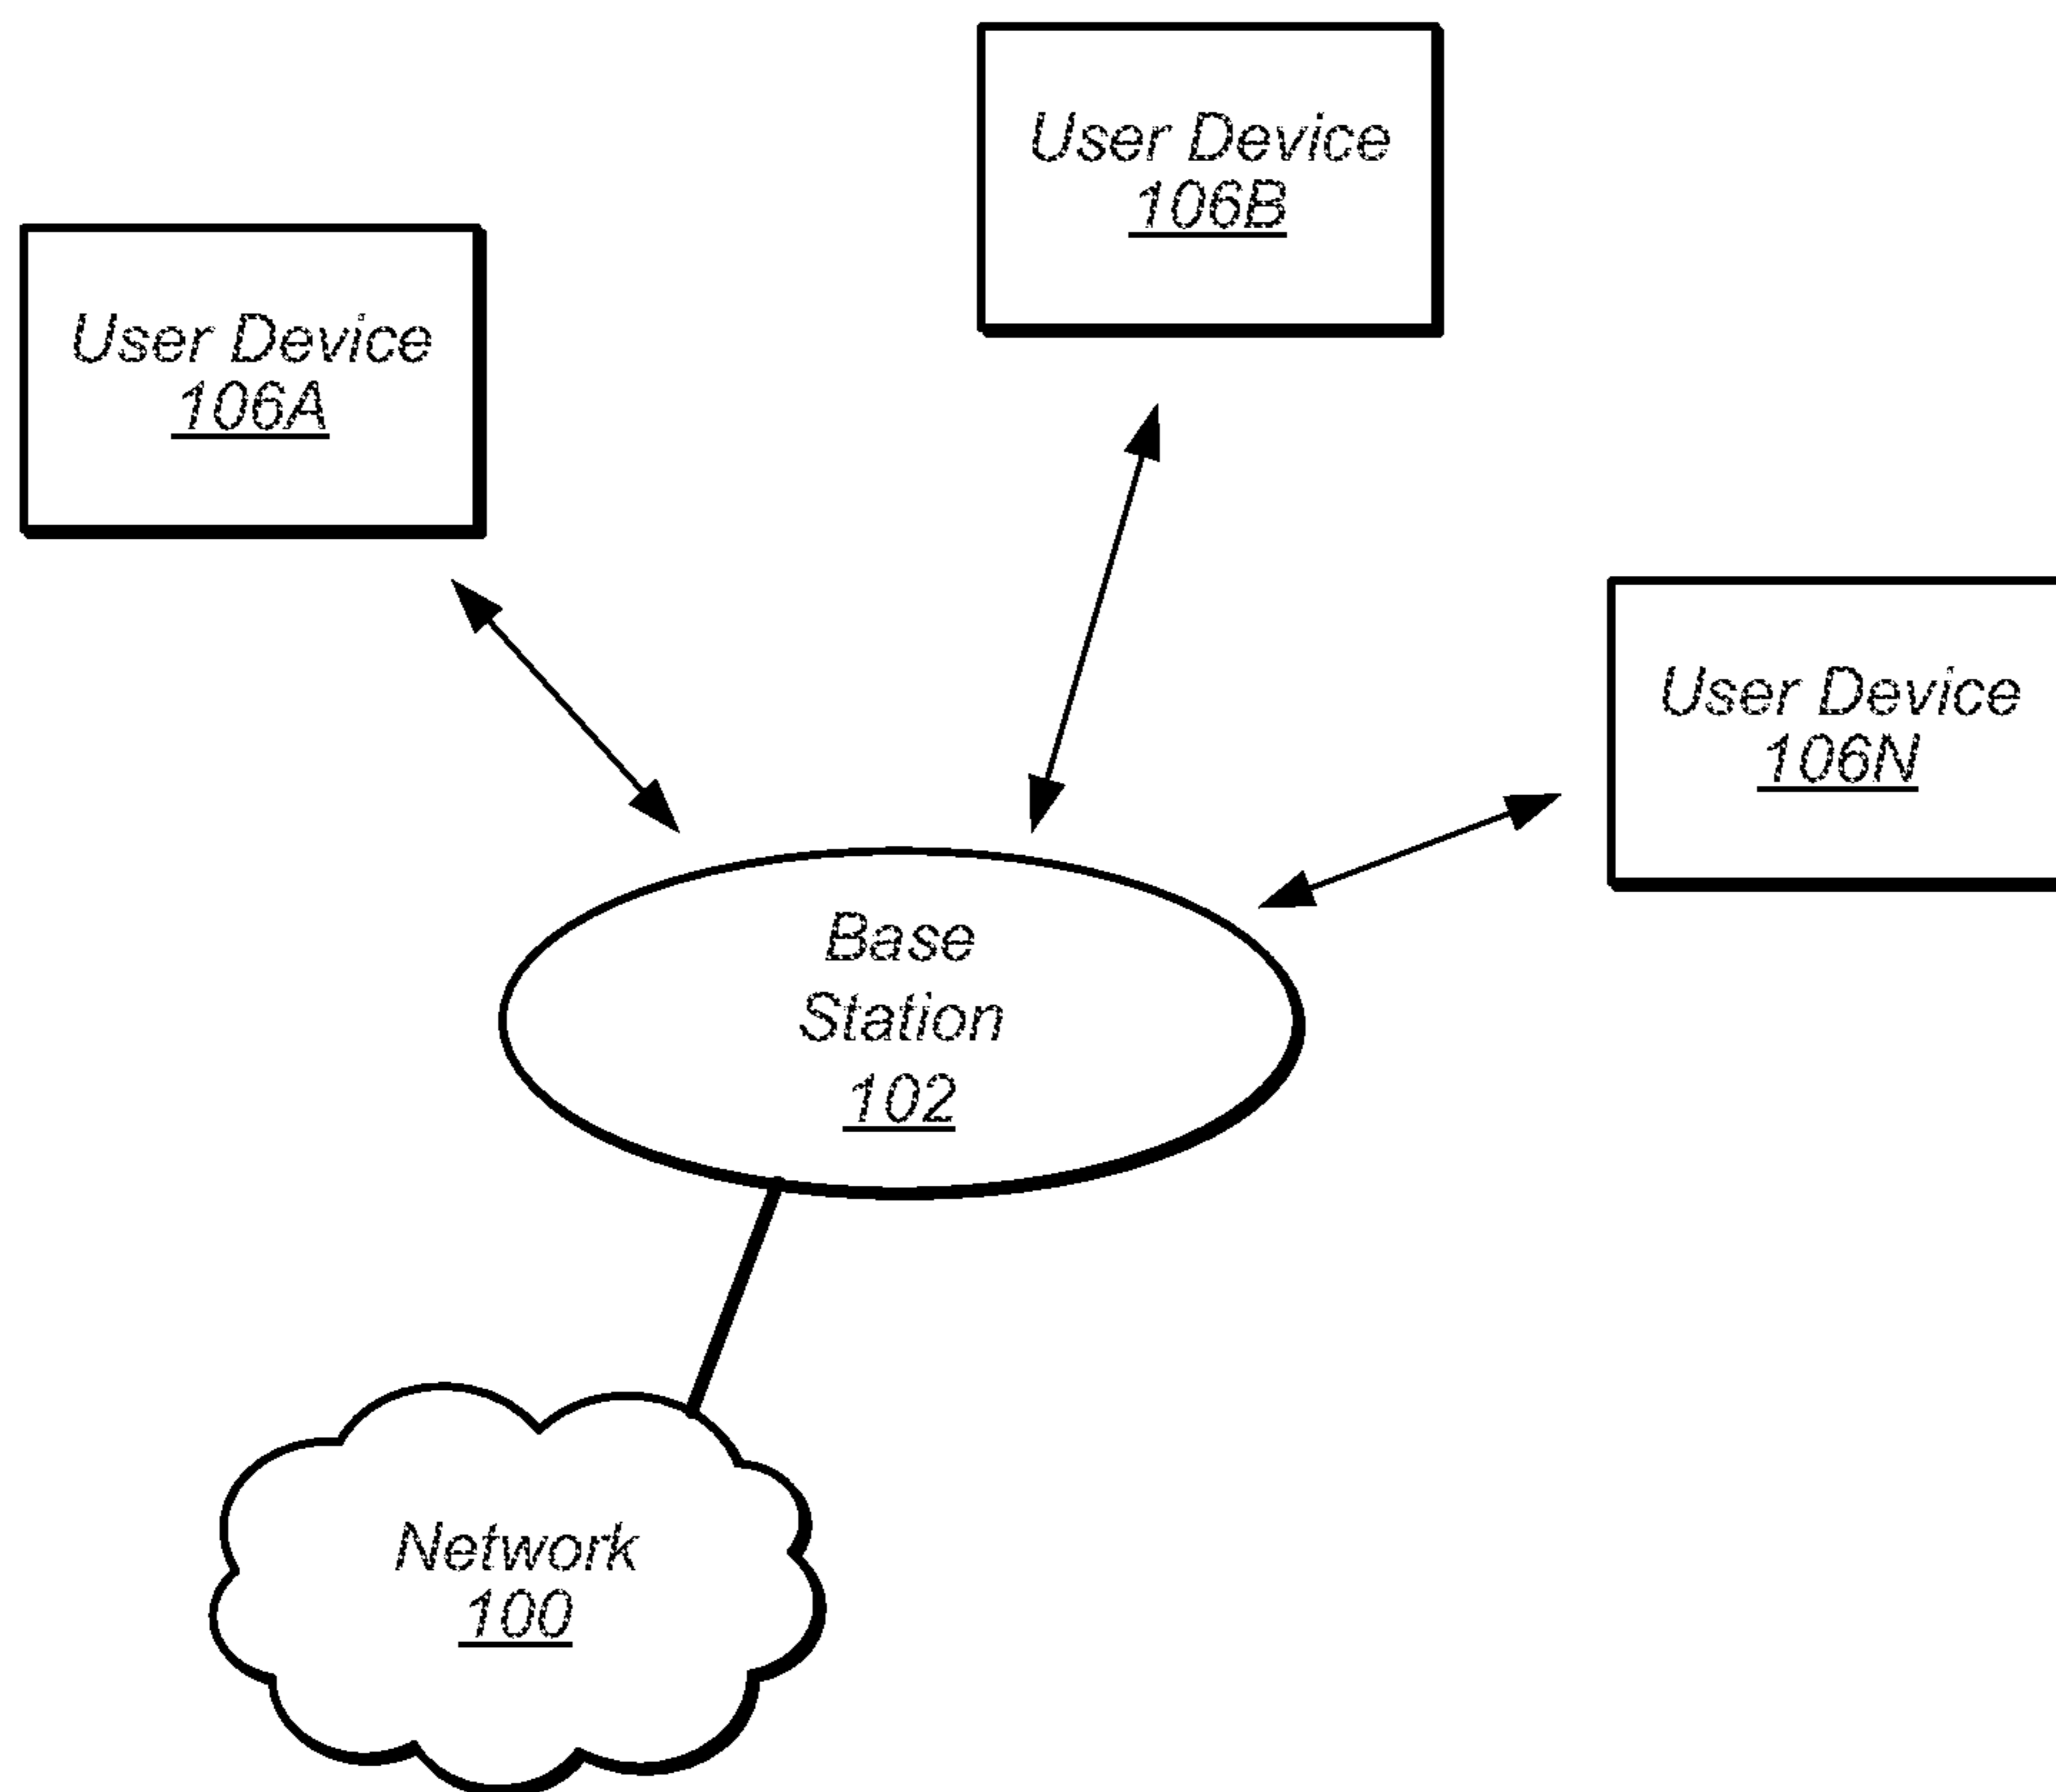 User Device
106B
User Device
106A
User Device
106N
Base
Station
102
Network
100